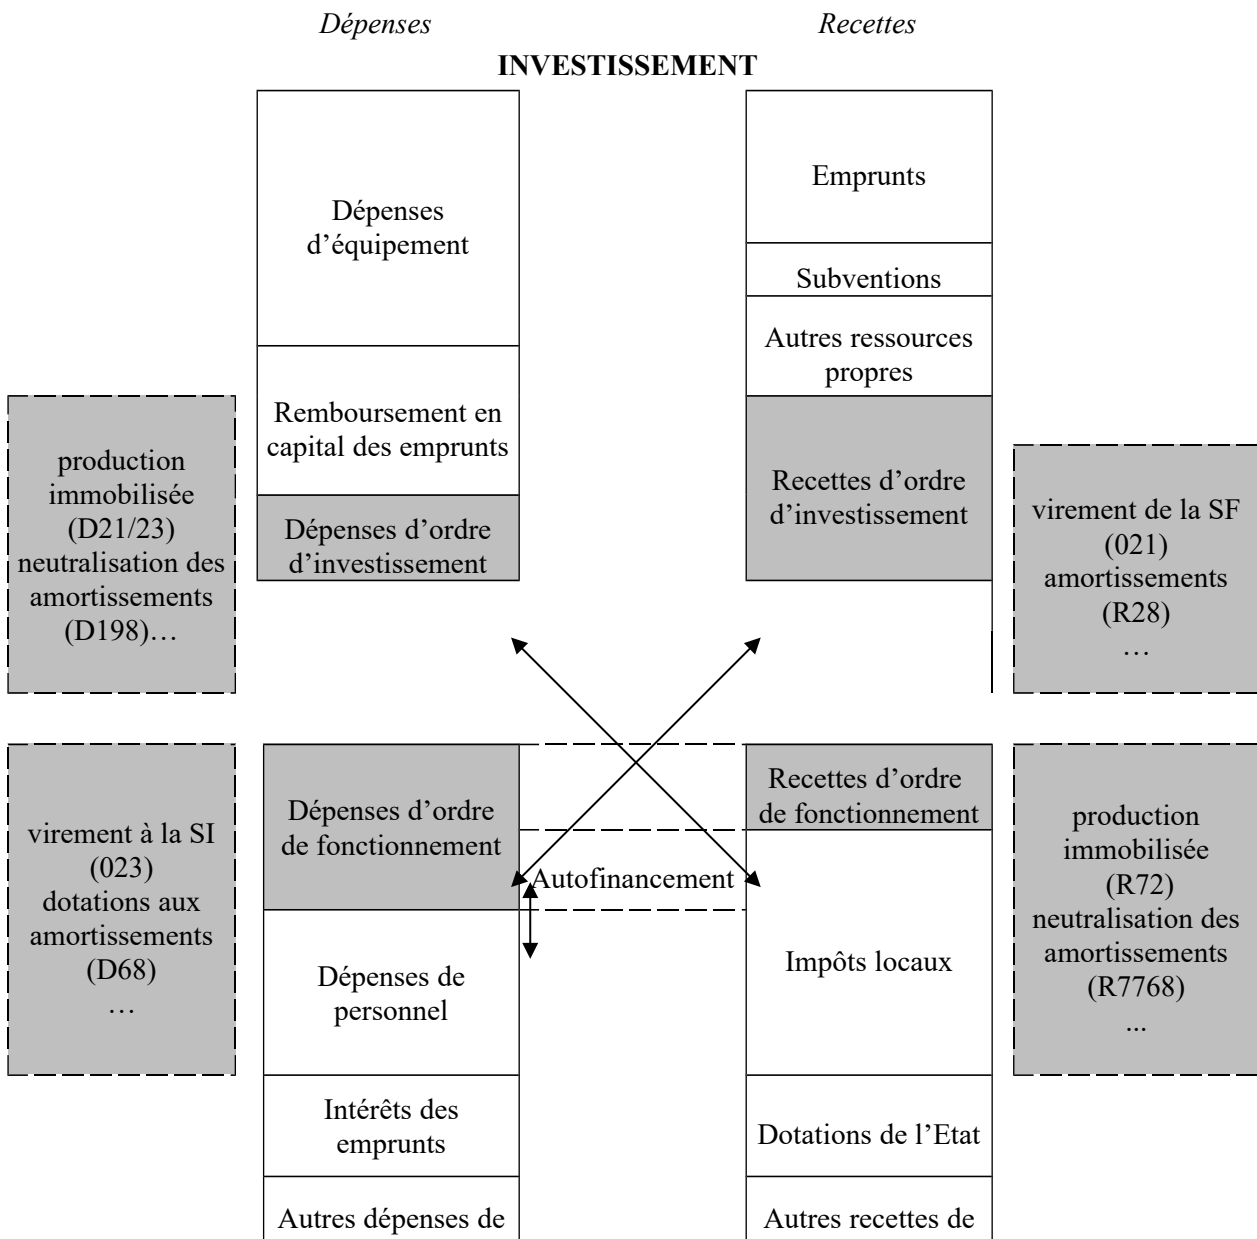 Dépenses
Recettes
INVESTISSEMENT
Dépenses
d’équipement
Remboursement en
capital des emprunts
Dépenses d’ordre
d’investissement
Emprunts
Subventions
Autres ressources
propres
Recettes d’ordre
d’investissement
production
immobilisée
(D21/23)
neutralisation des
amortissements
(D198)…
virement de la SF
(021)
amortissements
(R28)
…
virement à la SI
(023)
dotations aux
amortissements
(D68)
…
Dépenses d’ordre
de fonctionnement
Autofinancement
Dépenses de
personnel
Intérêts des
emprunts
Autres dépenses de
Recettes d’ordre
de fonctionnement
Impôts locaux
Dotations de l’Etat
Autres recettes de
production
immobilisée
(R72)
neutralisation des
amortissements
(R7768)
...